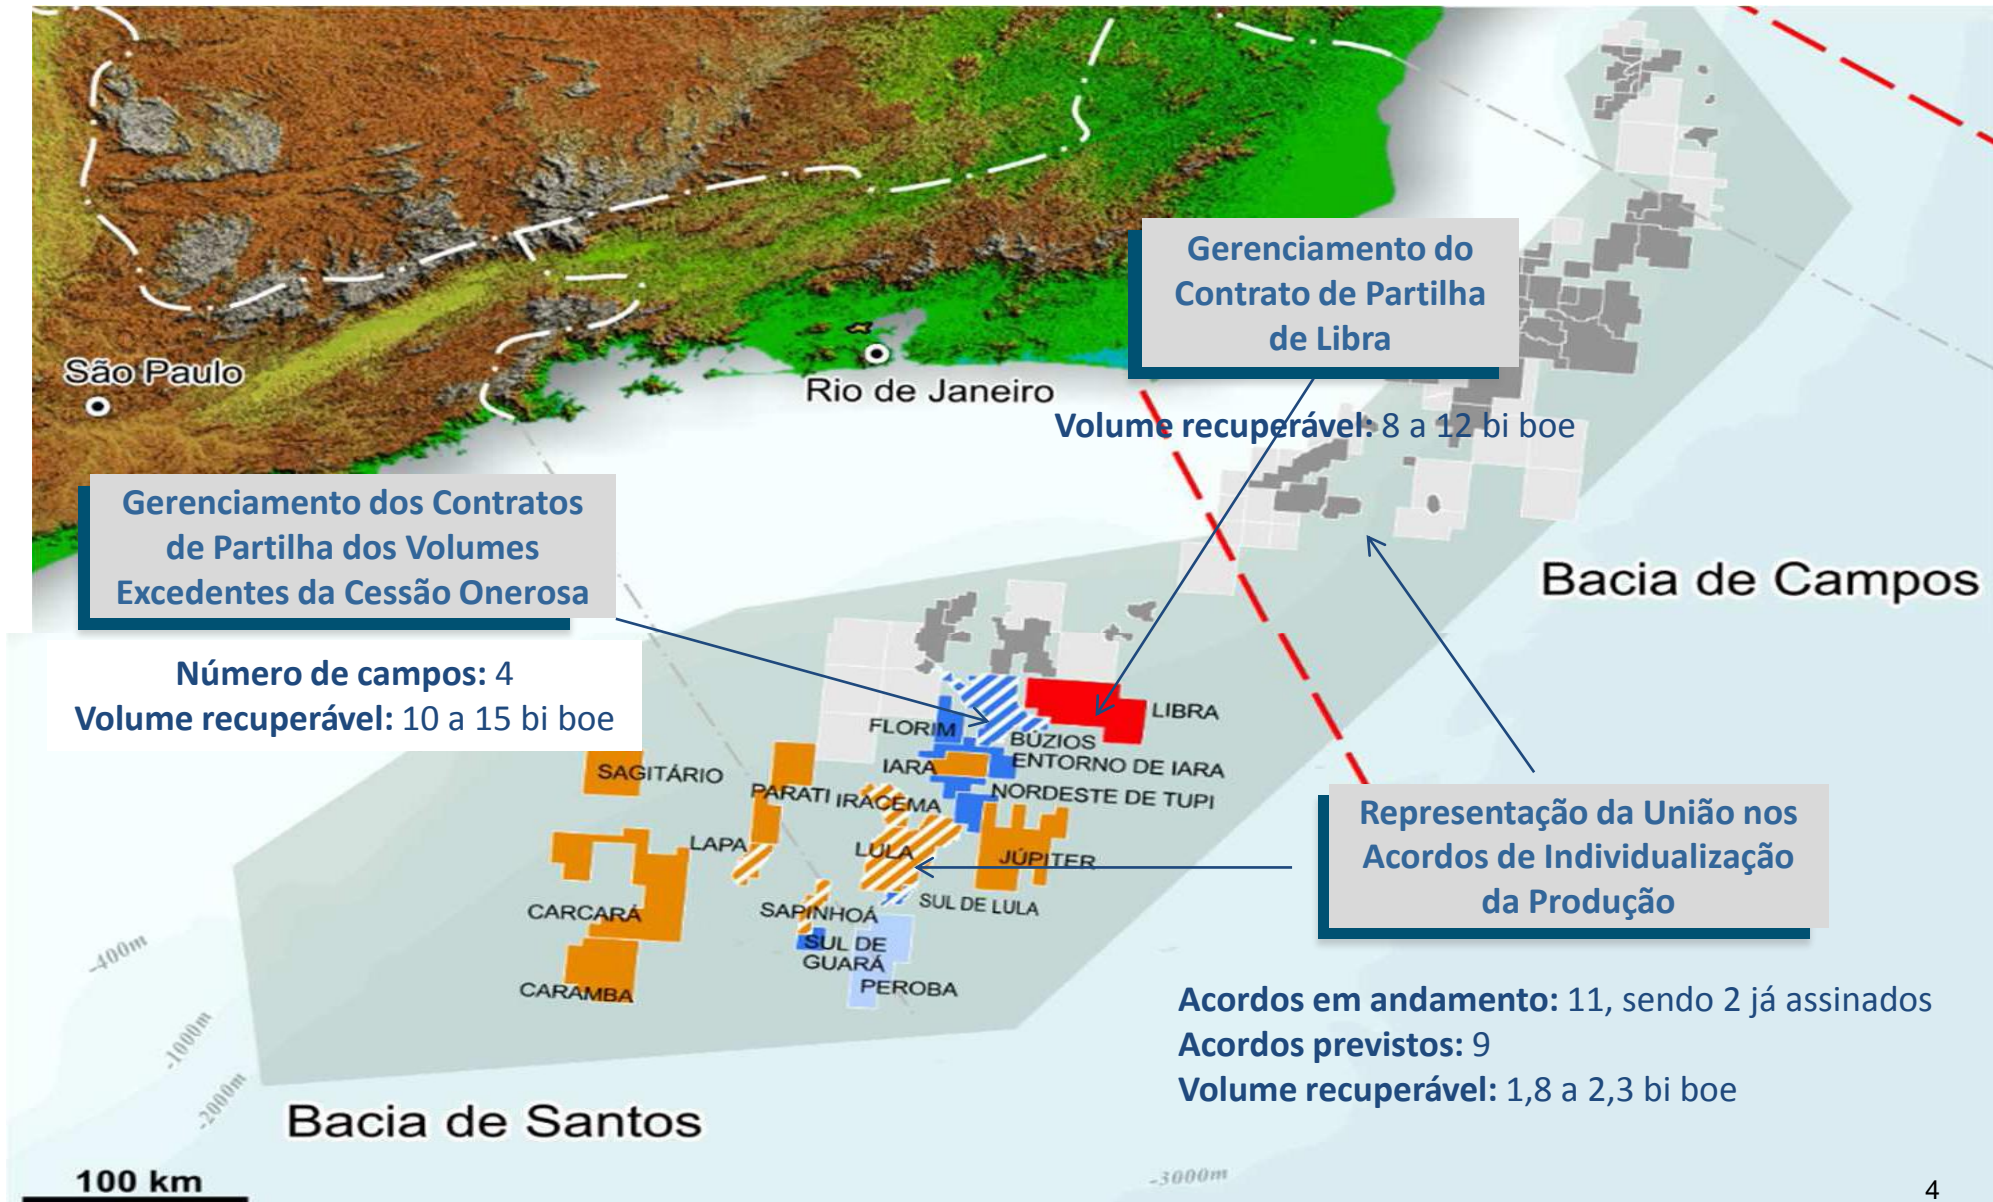 Gerenciamento do
Contrato de Partilha
de Libra
São Paulo
Rio de Janeiro
Volume recuperável: 8 a 12 bi boe
Gerenciamento dos Contratos
de Partilha dos Volumes
Excedentes da Cessão Onerosa
Bacia de Campos
Número de campos: 4
Volume recuperável: 10 a 15 bi boe
LIBRA
FLORIM
BÚZIOS
ENTORNO DE IARA
IARA
SAGITÁRIO
PARATI
IRACEMA
NORDESTE DE TUPI
LAPA
LULA
JÚPITER
Representação da União nos
Acordos de Individualização
da Produção
CARCARÁ
SAPINHOÁ
SUL DE LULA
SUL DE
GUARÁ
PEROBA
CARAMBA
-400m
-1000m
-2000m
Acordos em andamento: 11, sendo 2 já assinados
Acordos previstos: 9
Volume recuperável: 1,8 a 2,3 bi boe
Bacia de Santos
100 km
-3000m
4